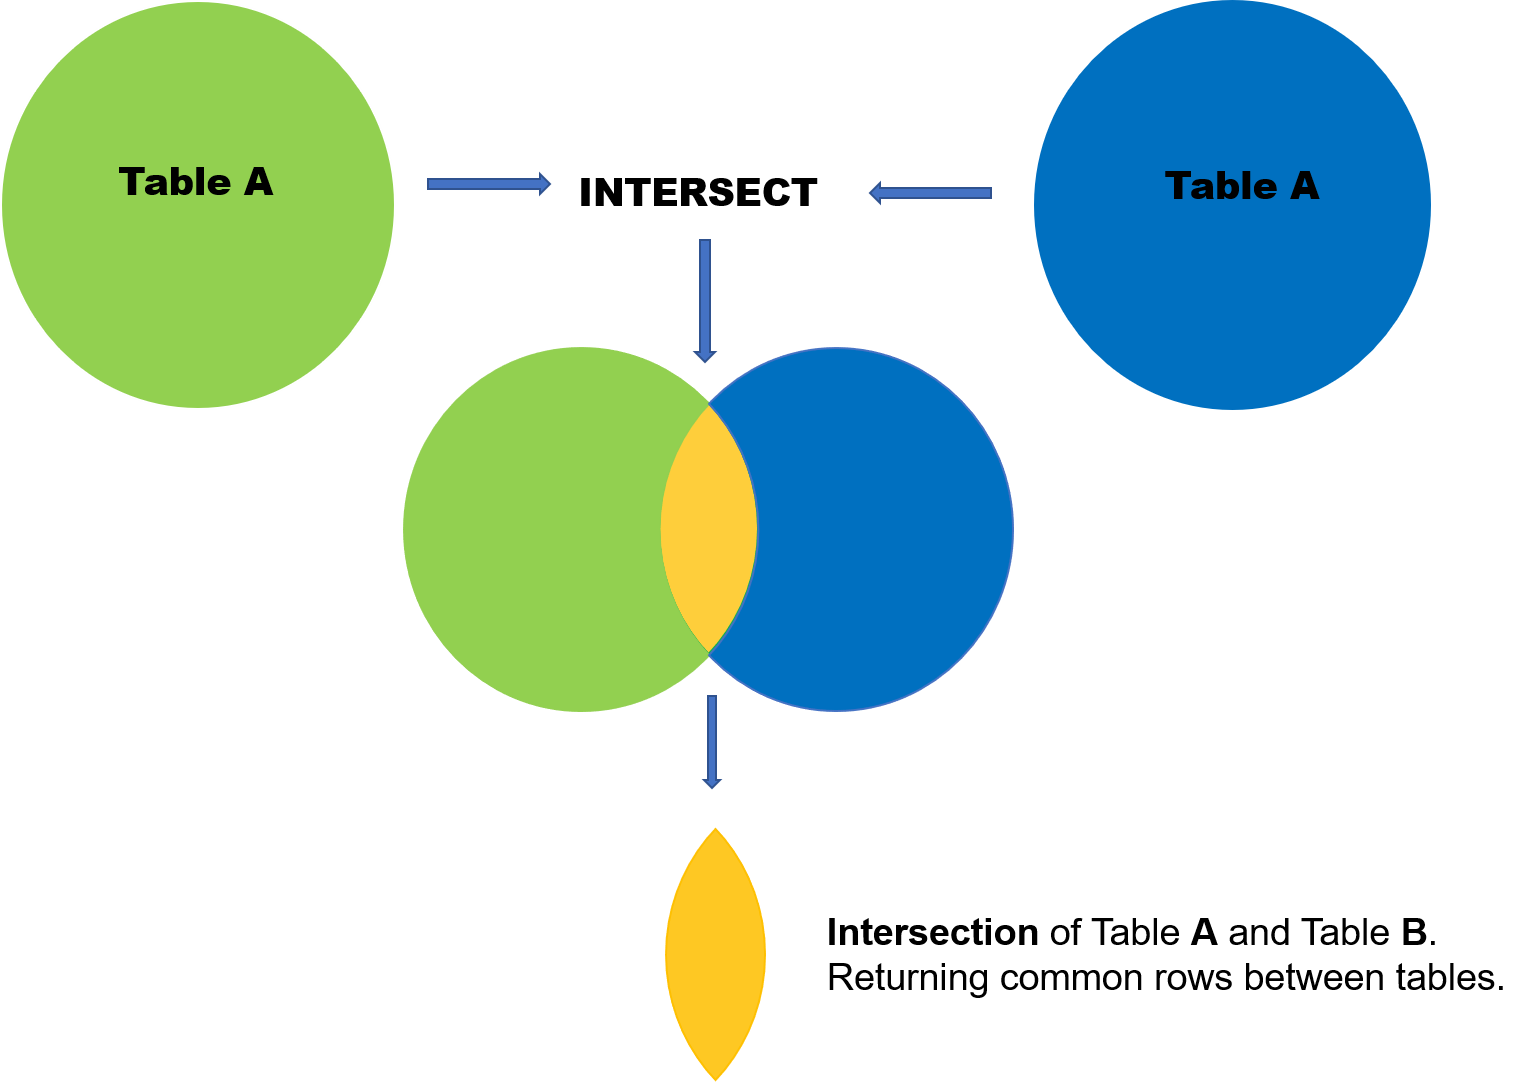 Table A
INTERSECT
Table A
Intersection of Table A and Table B.
Returning common rows between tables.